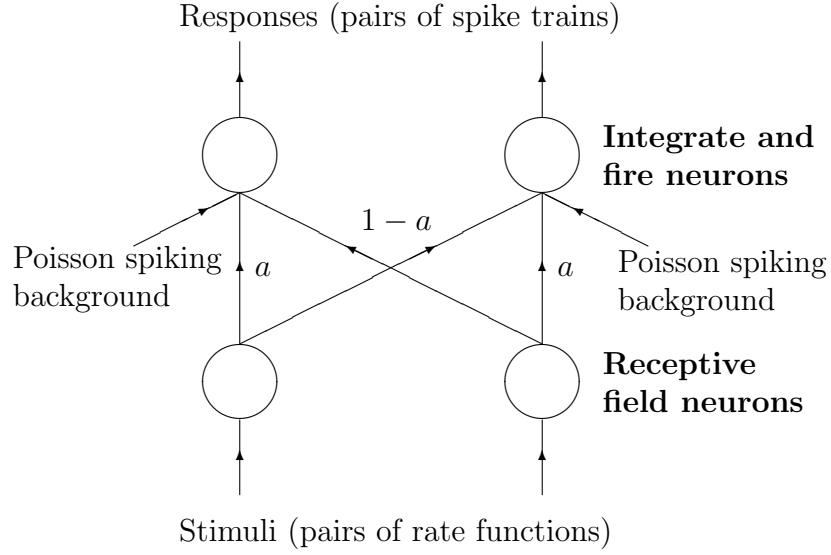 Responses (pairs of spike trains)
Integrate and
fire neurons
1 − a
Poisson spiking
background
a
a
Poisson spiking
background
Receptive
field neurons
Stimuli (pairs of rate functions)